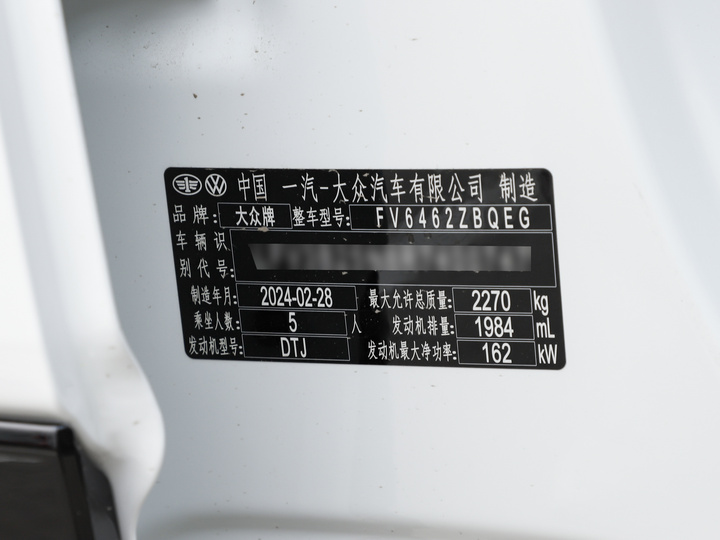 中国 一汽-大众汽车有限公司 制造
品牌: 大众牌 整车型号: FV6462ZBQEG
车辆识
别代号:
制造年月: 2024-02-28 最大允许总质量: 2270 kg
乘坐人数: 5 人 发动机排量: 1984 mL
发动机型号: DTJ 发动机最大净功率: 162 kW